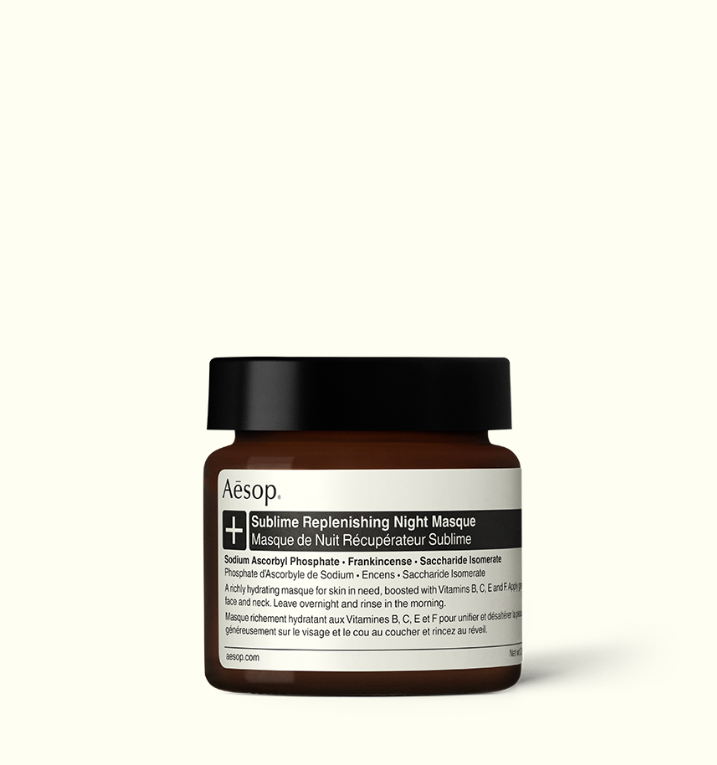 Aēsop.
Sublime Replenishing Night Masque
Masque de Nuit Récupérateur Sublime
Sodium Ascorbyl Phosphate • Frankincense • Saccharide Isomerate
Phosphate d'Ascorbyle de Sodium • Encens • Saccharide Isomerate
A richly hydrating masque for skin in need, boosted with Vitamins B, C, E and F. Apply
face and neck. Leave overnight and rinse in the morning.
Masque richement hydratant aux Vitamines B, C, E et F pour unifier et désaltérer la
généreusement sur le visage et le cou au coucher et rincez au réveil.
aesop.com